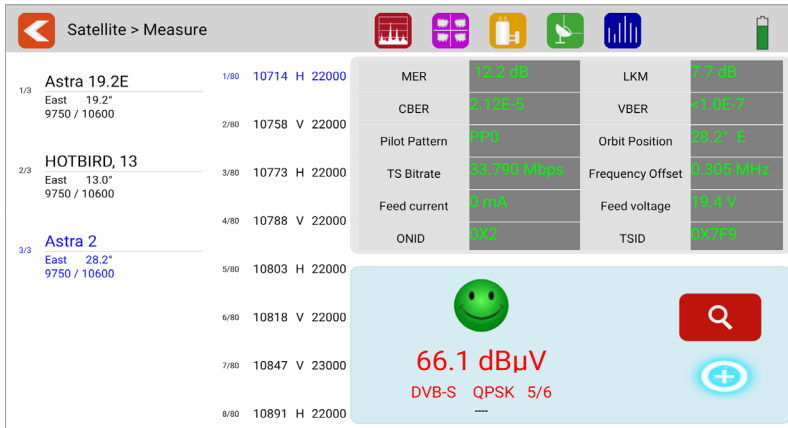 Satellite > Measure
1/3 Astra 19.2E
East 19.2°
9750 / 10600
2/3 HOTBIRD, 13
East 13.0°
9750 / 10600
3/3 Astra 2
East 28.2°
9750 / 10600
1/80 10714 H 22000
2/80 10758 V 22000
3/80 10773 H 22000
4/80 10788 V 22000
5/80 10803 H 22000
6/80 10818 V 22000
7/80 10847 V 23000
8/80 10891 H 22000
MER 12.2 dB LKM 7.7 dB
CBER 2.12E-5 VBER <1.0E-7
Pilot Pattern PP0 Orbit Position 28.2° E
TS Bitrate 33.790 Mbps Frequency Offset 0.305 MHz
Feed current 0 mA Feed voltage 19.4 V
ONID 0X2 TSID 0X7F9
66.1 dBµV
DVB-S QPSK 5/6
----